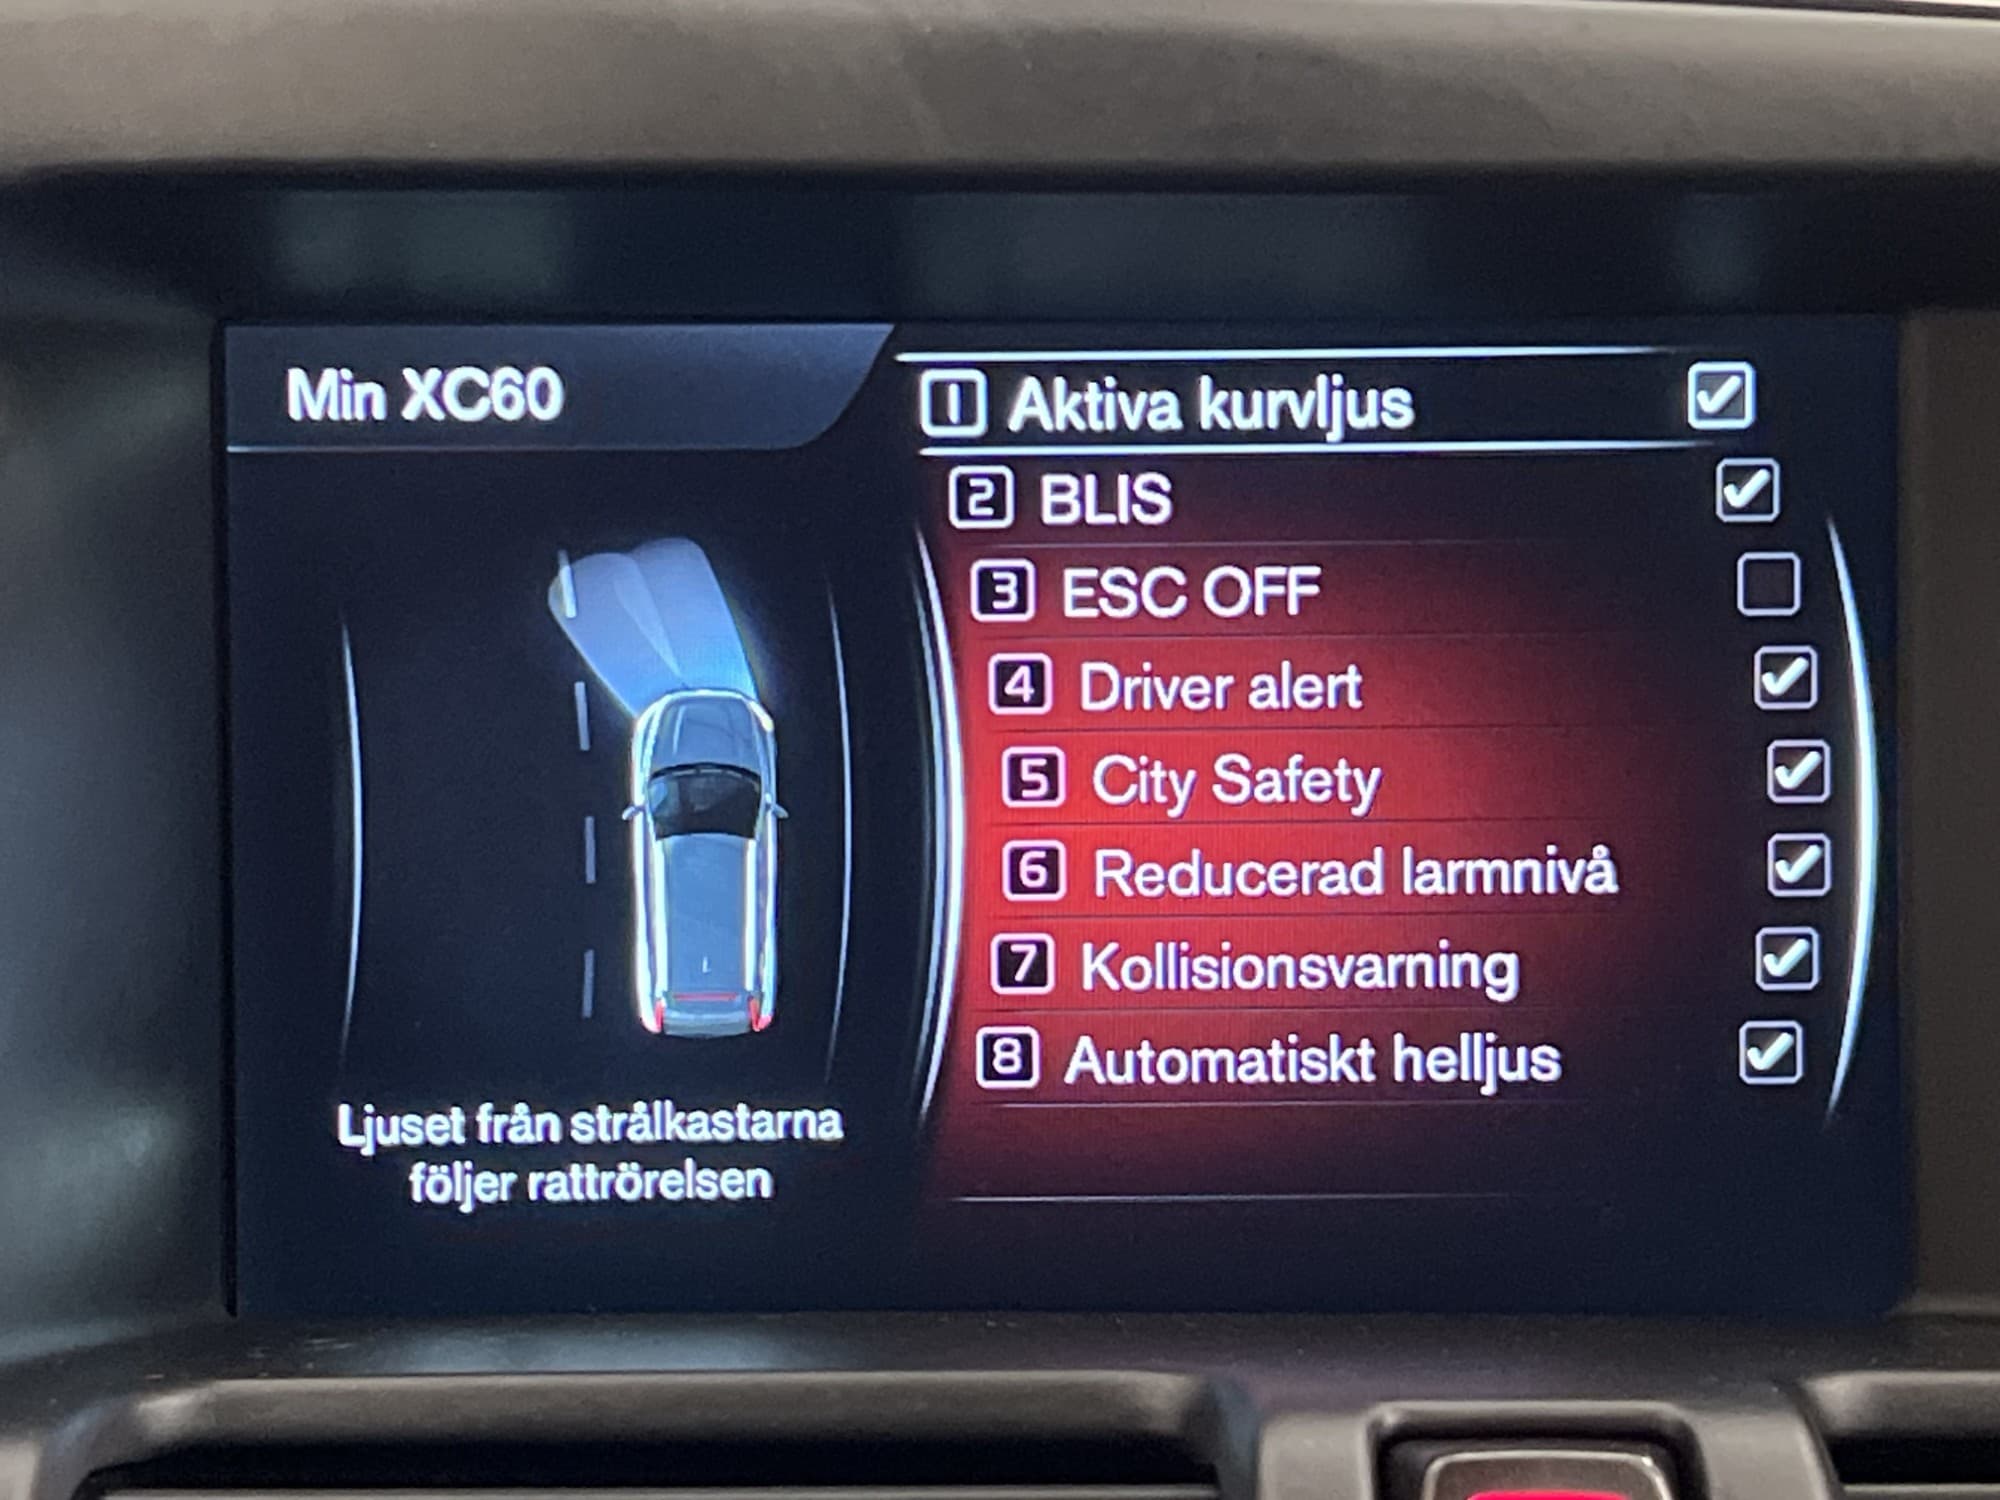 Min XC60
1 Aktiva kurvljus
2 BLIS
3 ESC OFF
4 Driver alert
5 City Safety
6 Reducerad larmnivå
7 Kollisionsvarning
8 Automatiskt helljus
Ljuset från strålkastarna
följer rattrörelsen